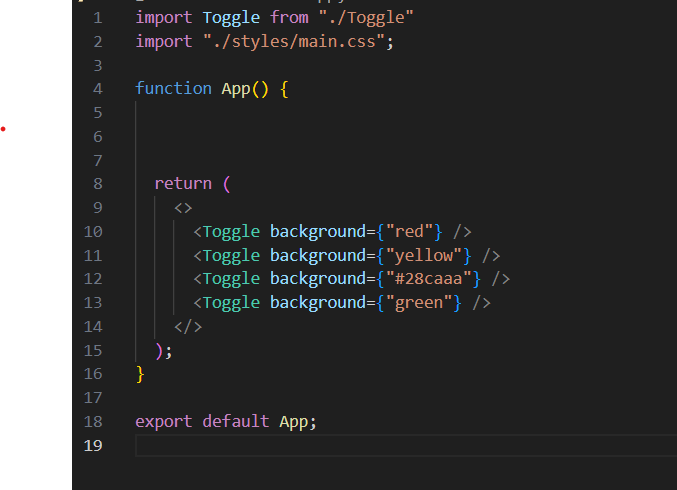 1 import Toggle from "./Toggle"
2 import "./styles/main.css";
3
4 function App() {
5
6
7
8   return (
9     <>
10       <Toggle background={"red"} />
11       <Toggle background={"yellow"} />
12       <Toggle background={"#28caaa"} />
13       <Toggle background={"green"} />
14     </>
15   );
16 }
17
18 export default App;
19